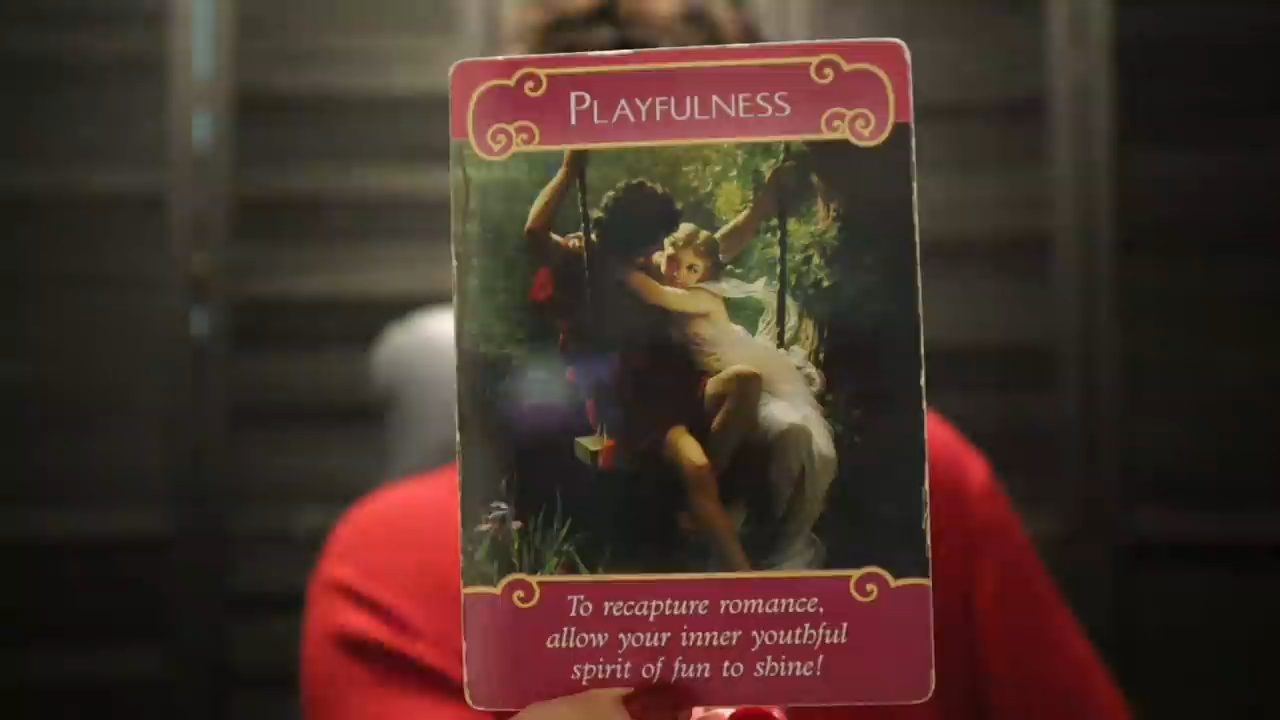 PLAYFULNESS
To recapture romance,
allow your inner youthful
spirit of fun to shine!